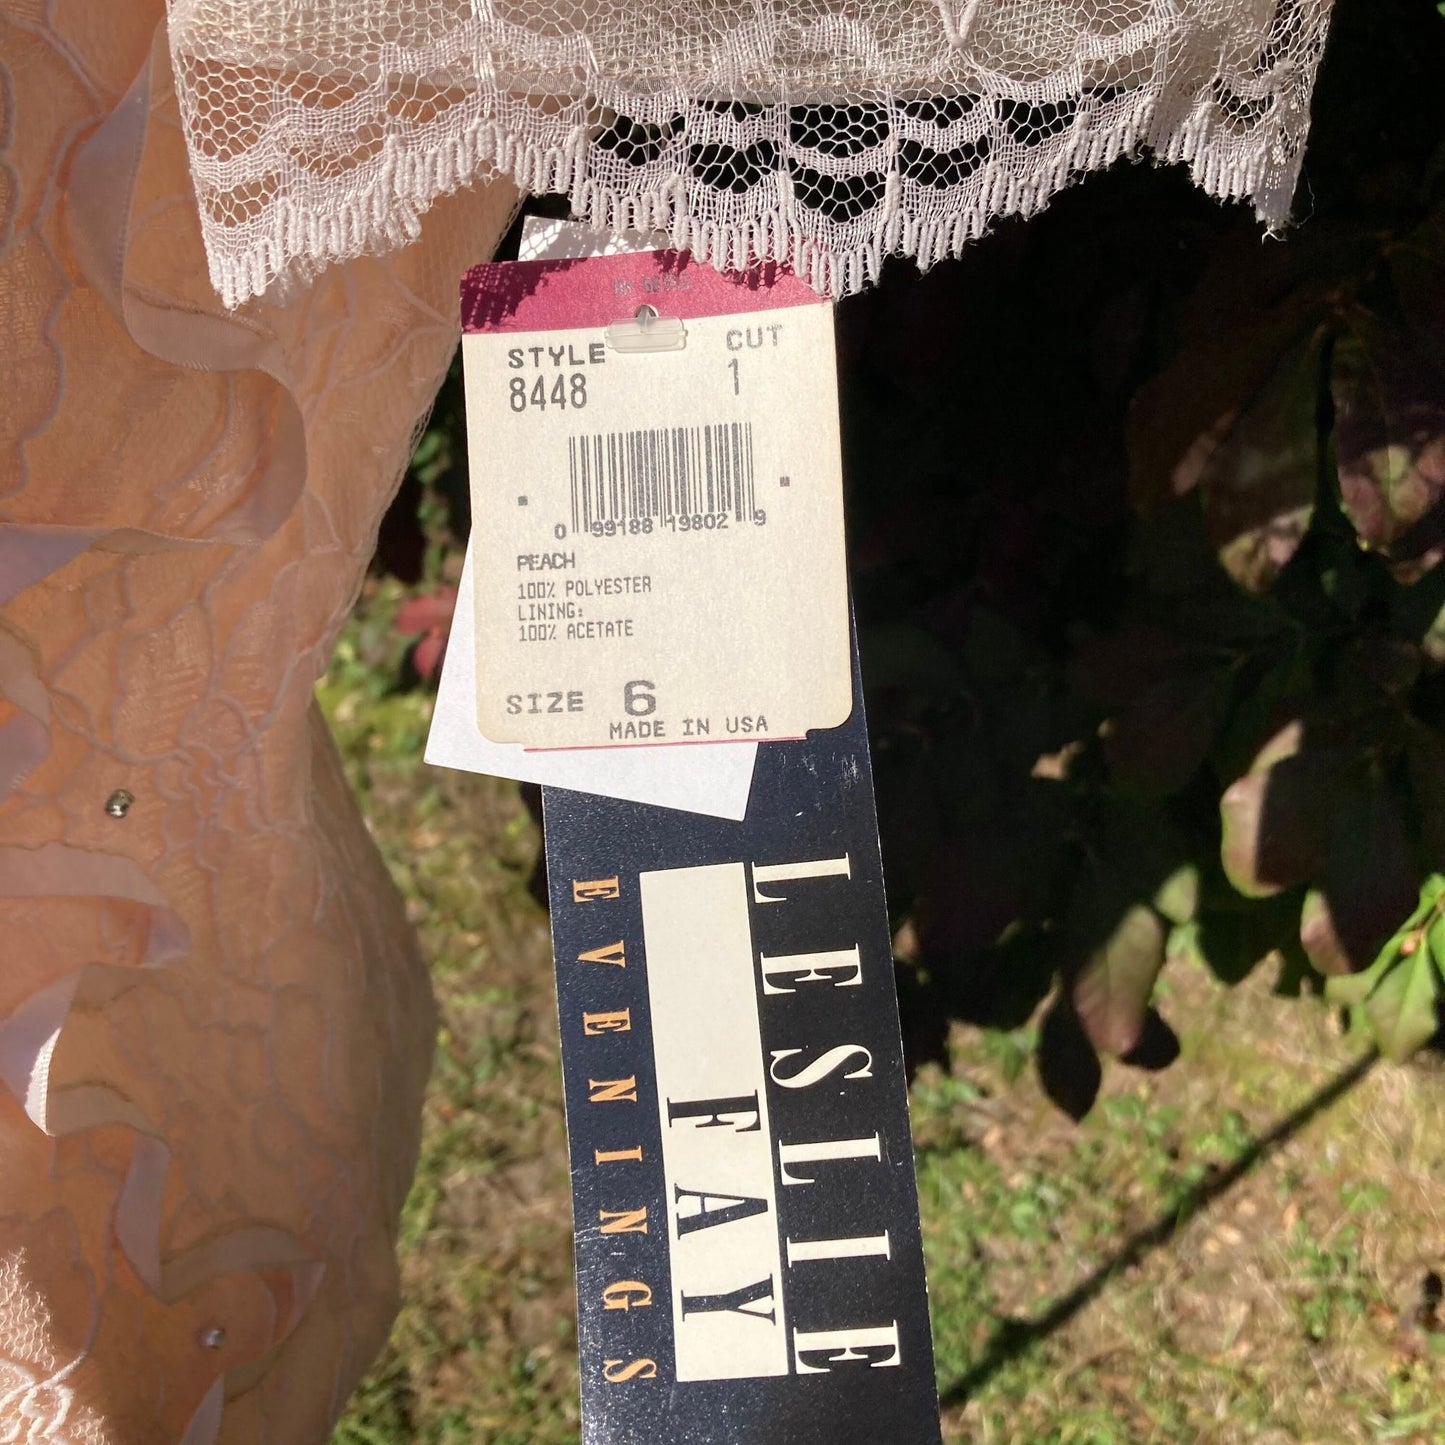 STYLE CUT
8448 1
0 99188 19802 9
PEACH
100% POLYESTER
LINING:
100% ACETATE
SIZE 6
MADE IN USA
LESLIE
FAY
EVENINGS